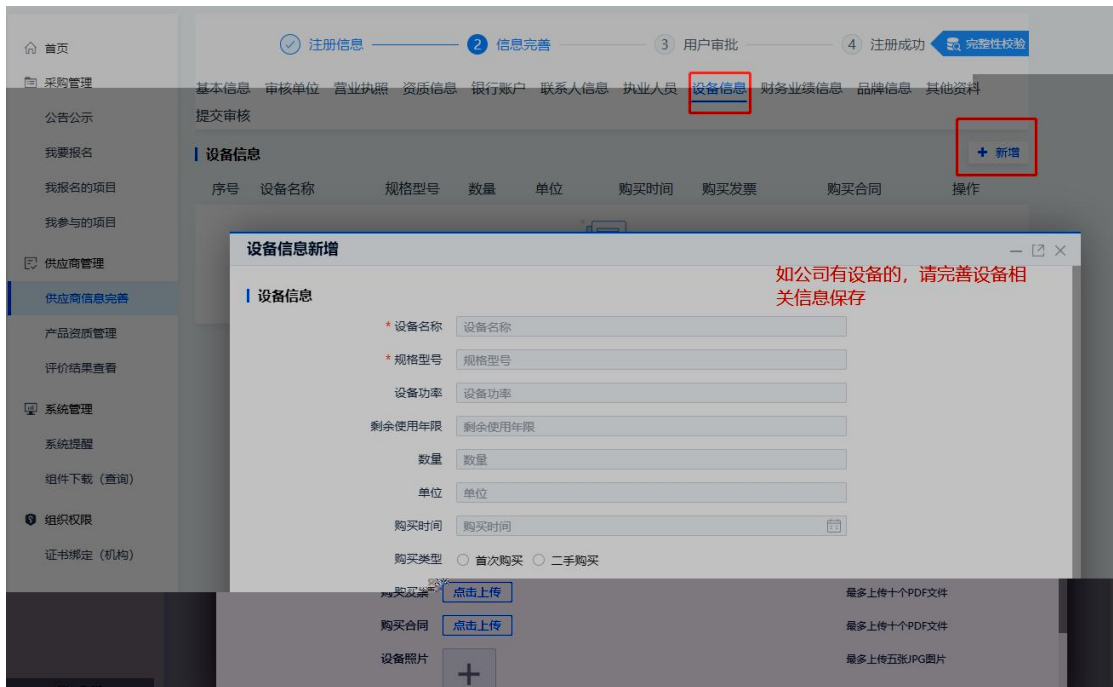 首页
采购管理
公告公示
我要报名
我报名的项目
我参与的项目
供应商管理
供应商信息完善
产品资质管理
评价结果查看
系统管理
系统提醒
组件下载（查询）
组织权限
证书绑定（机构）
注册信息 2 信息完善 3 用户审批 4 注册成功 完整性校验
基本信息 审核单位 营业执照 资质信息 银行账户 联系人信息 执业人员 设备信息 财务业绩信息 品牌信息 其他资料
提交审核
设备信息 + 新增
序号 设备名称 规格型号 数量 单位 购买时间 购买发票 购买合同 操作
设备信息新增
如公司有设备的，请完善设备相
关信息保存
设备信息
* 设备名称 设备名称
* 规格型号 规格型号
设备功率 设备功率
剩余使用年限 剩余使用年限
数量 数量
单位 单位
购买时间 购买时间
购买类型 首次购买 二手购买
购买发票 点击上传 最多上传十个PDF文件
购买合同 点击上传 最多上传十个PDF文件
设备照片 + 最多上传五张JPG图片